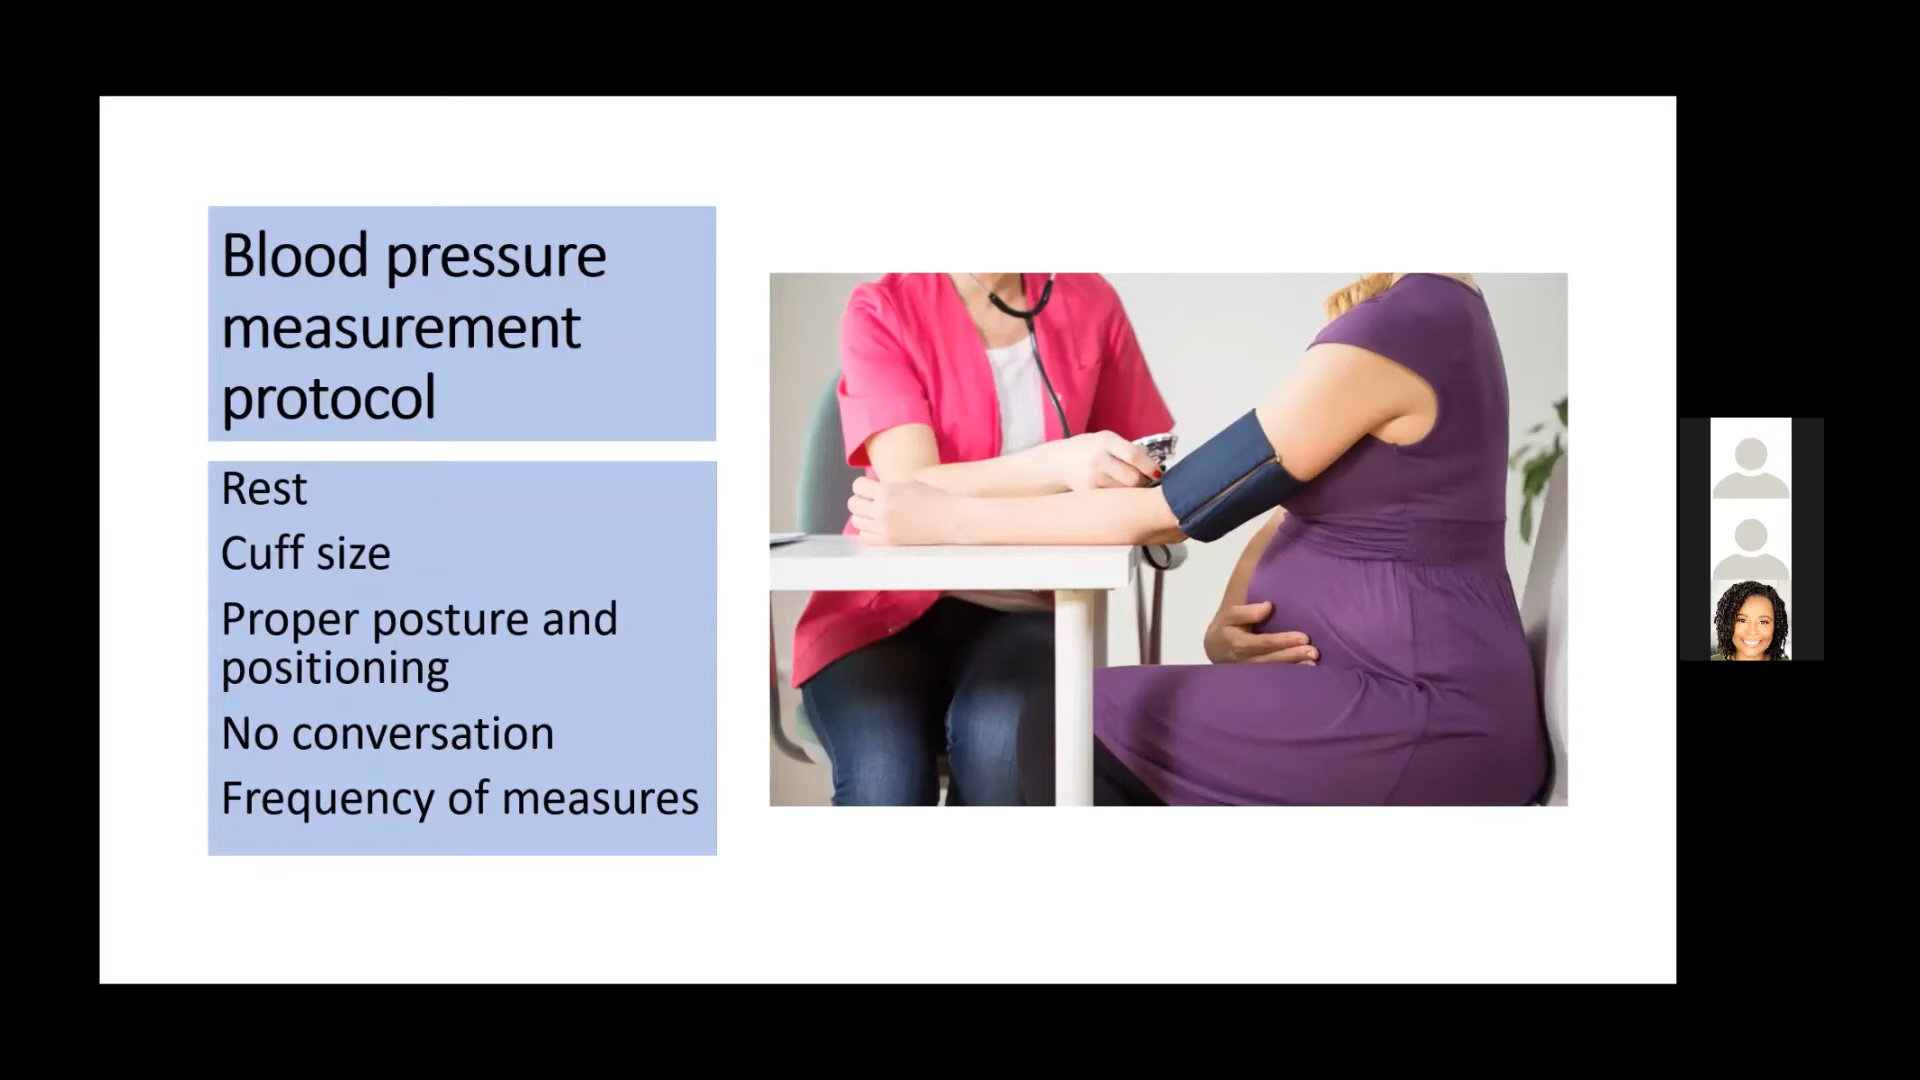 Blood pressure
measurement
protocol
Rest
Cuff size
Proper posture and
positioning
No conversation
Frequency of measures